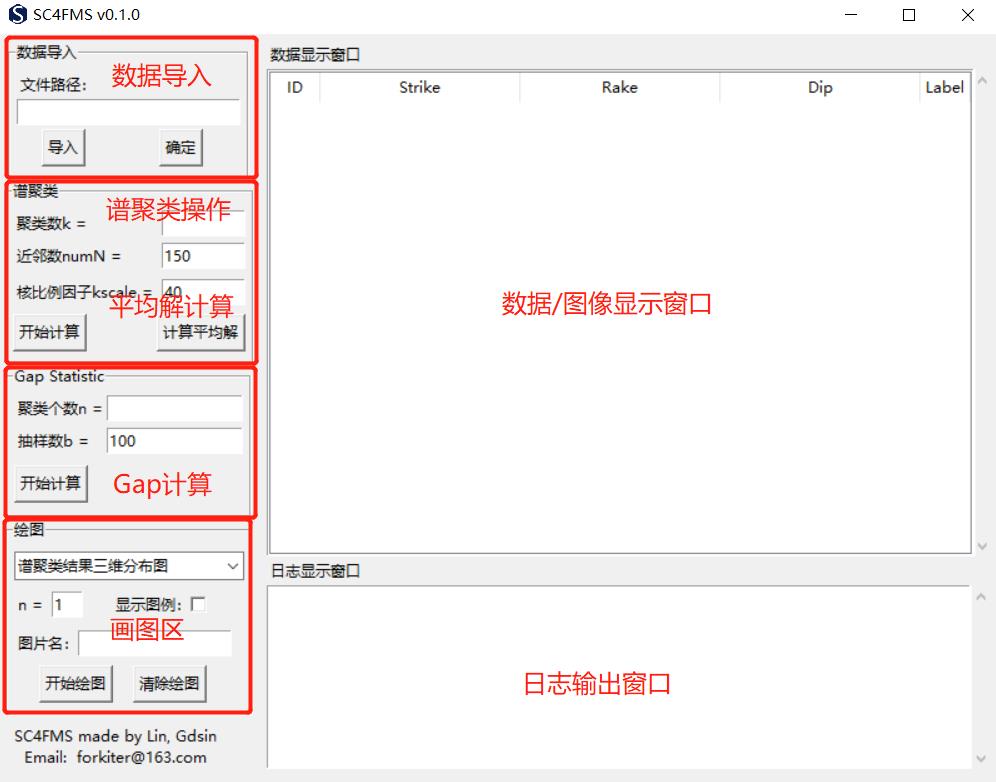 SC4FMS v0.1.0
数据导入
文件路径：
数据导入
导入
确定
谱聚类
谱聚类操作
聚类数k =
近邻数numN =
150
核比例因子kscale =
40
平均解计算
开始计算
计算平均解
Gap Statistic
聚类个数n =
抽样数b =
100
开始计算
Gap计算
绘图
谱聚类结果三维分布图
n =
1
显示图例：
画图区
图片名：
开始绘图
清除绘图
SC4FMS made by Lin, Gdsin
Email: forkiter@163.com
数据显示窗口
ID
Strike
Rake
Dip
Label
数据/图像显示窗口
日志显示窗口
日志输出窗口